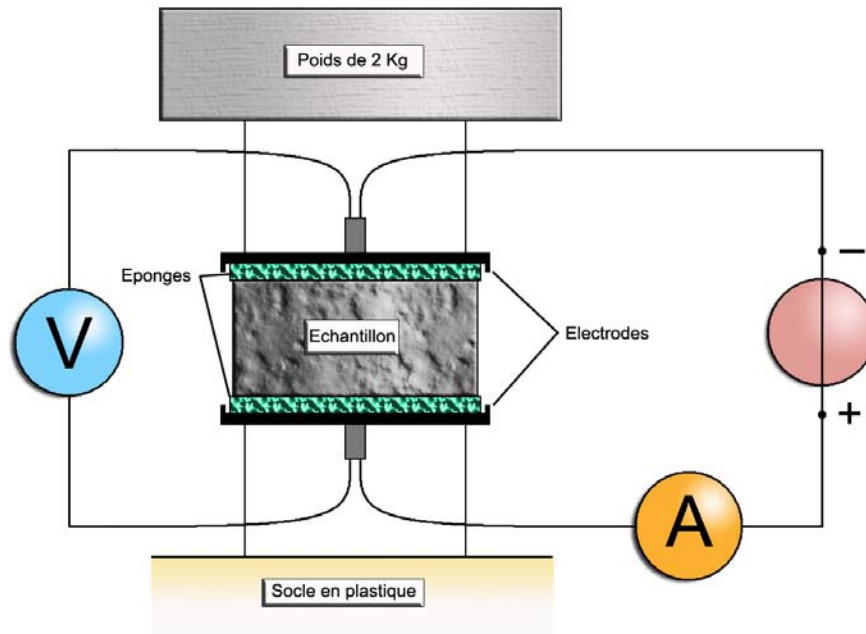 Poids de 2 Kg
Eponges
Echantillon
Electrodes
V
−
+
A
Socle en plastique